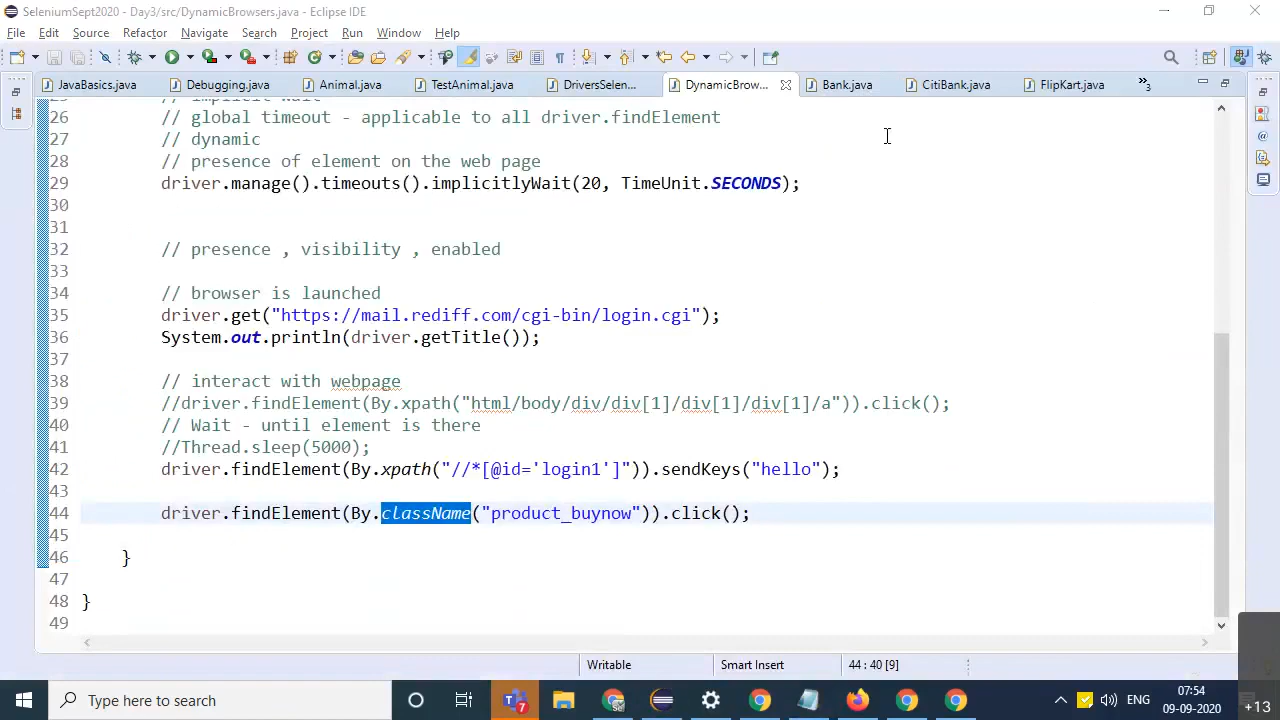 SeleniumSept2020 - Day3/src/DynamicBrowsers.java - Eclipse IDE
File Edit Source Refactor Navigate Search Project Run Window Help
JavaBasics.java Debugging.java Animal.java TestAnimal.java DriversSelen... DynamicBrow... Bank.java CitiBank.java FlipKart.java »3
25 // implicit wait
26 // global timeout - applicable to all driver.findElement
27 // dynamic
28 // presence of element on the web page
29 driver.manage().timeouts().implicitlyWait(20, TimeUnit.SECONDS);
30
31
32 // presence , visibility , enabled
33
34 // browser is launched
35 driver.get("https://mail.rediff.com/cgi-bin/login.cgi");
36 System.out.println(driver.getTitle());
37
38 // interact with webpage
39 //driver.findElement(By.xpath("html/body/div/div[1]/div[1]/div[1]/a")).click();
40 // Wait - until element is there
41 //Thread.sleep(5000);
42 driver.findElement(By.xpath("//*[@id='login1']")).sendKeys("hello");
43
44 driver.findElement(By.className("product_buynow")).click();
45
46 }
47
48 }
49
Writable Smart Insert 44 : 40 [9]
Type here to search 7 ENG 07:54
09-09-2020 +13